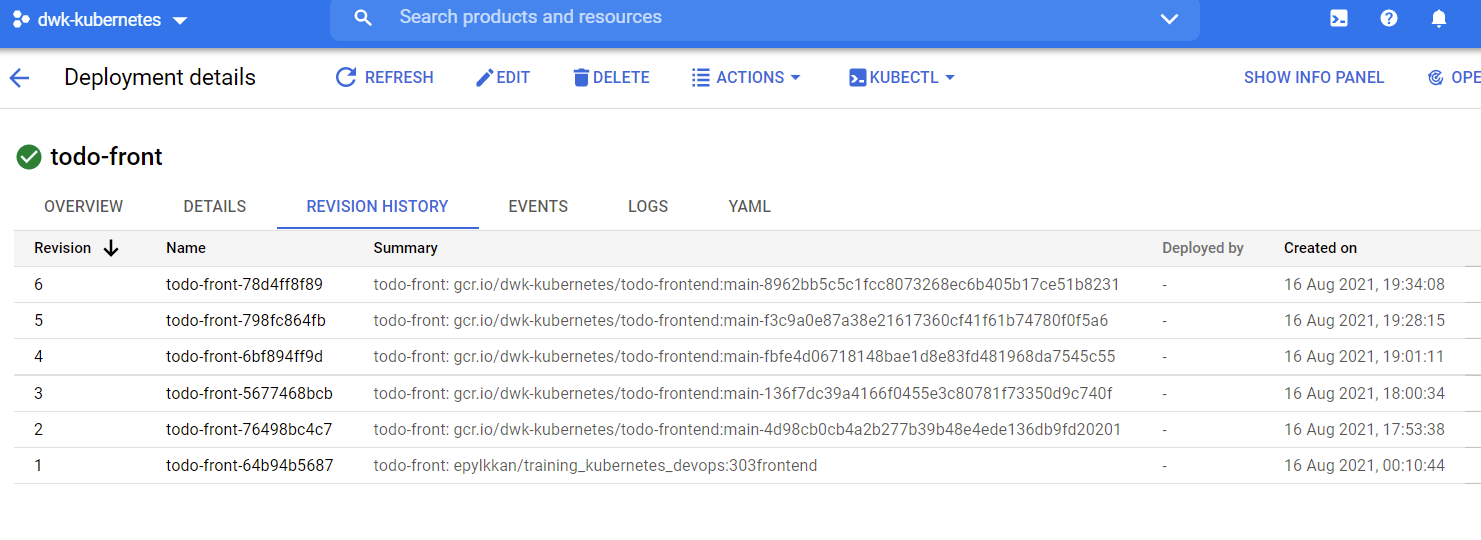 dwk-kubernetes Search products and resources
Deployment details REFRESH EDIT DELETE ACTIONS KUBECTL SHOW INFO PANEL OPE
todo-front
OVERVIEW DETAILS REVISION HISTORY EVENTS LOGS YAML
Revision Name Summary Deployed by Created on
6 todo-front-78d4ff8f89 todo-front: gcr.io/dwk-kubernetes/todo-frontend:main-8962bb5c5c1fcc8073268ec6b405b17ce51b8231 - 16 Aug 2021, 19:34:08
5 todo-front-798fc864fb todo-front: gcr.io/dwk-kubernetes/todo-frontend:main-f3c9a0e87a38e21617360cf41f61b74780f0f5a6 - 16 Aug 2021, 19:28:15
4 todo-front-6bf894ff9d todo-front: gcr.io/dwk-kubernetes/todo-frontend:main-fbfe4d06718148bae1d8e83fd481968da7545c55 - 16 Aug 2021, 19:01:11
3 todo-front-5677468bcb todo-front: gcr.io/dwk-kubernetes/todo-frontend:main-136f7dc39a4166f0455e3c80781f73350d9c740f - 16 Aug 2021, 18:00:34
2 todo-front-76498bc4c7 todo-front: gcr.io/dwk-kubernetes/todo-frontend:main-4d98cb0cb4a2b277b39b48e4ede136db9fd20201 - 16 Aug 2021, 17:53:38
1 todo-front-64b94b5687 todo-front: epylkkan/training_kubernetes_devops:303frontend - 16 Aug 2021, 00:10:44